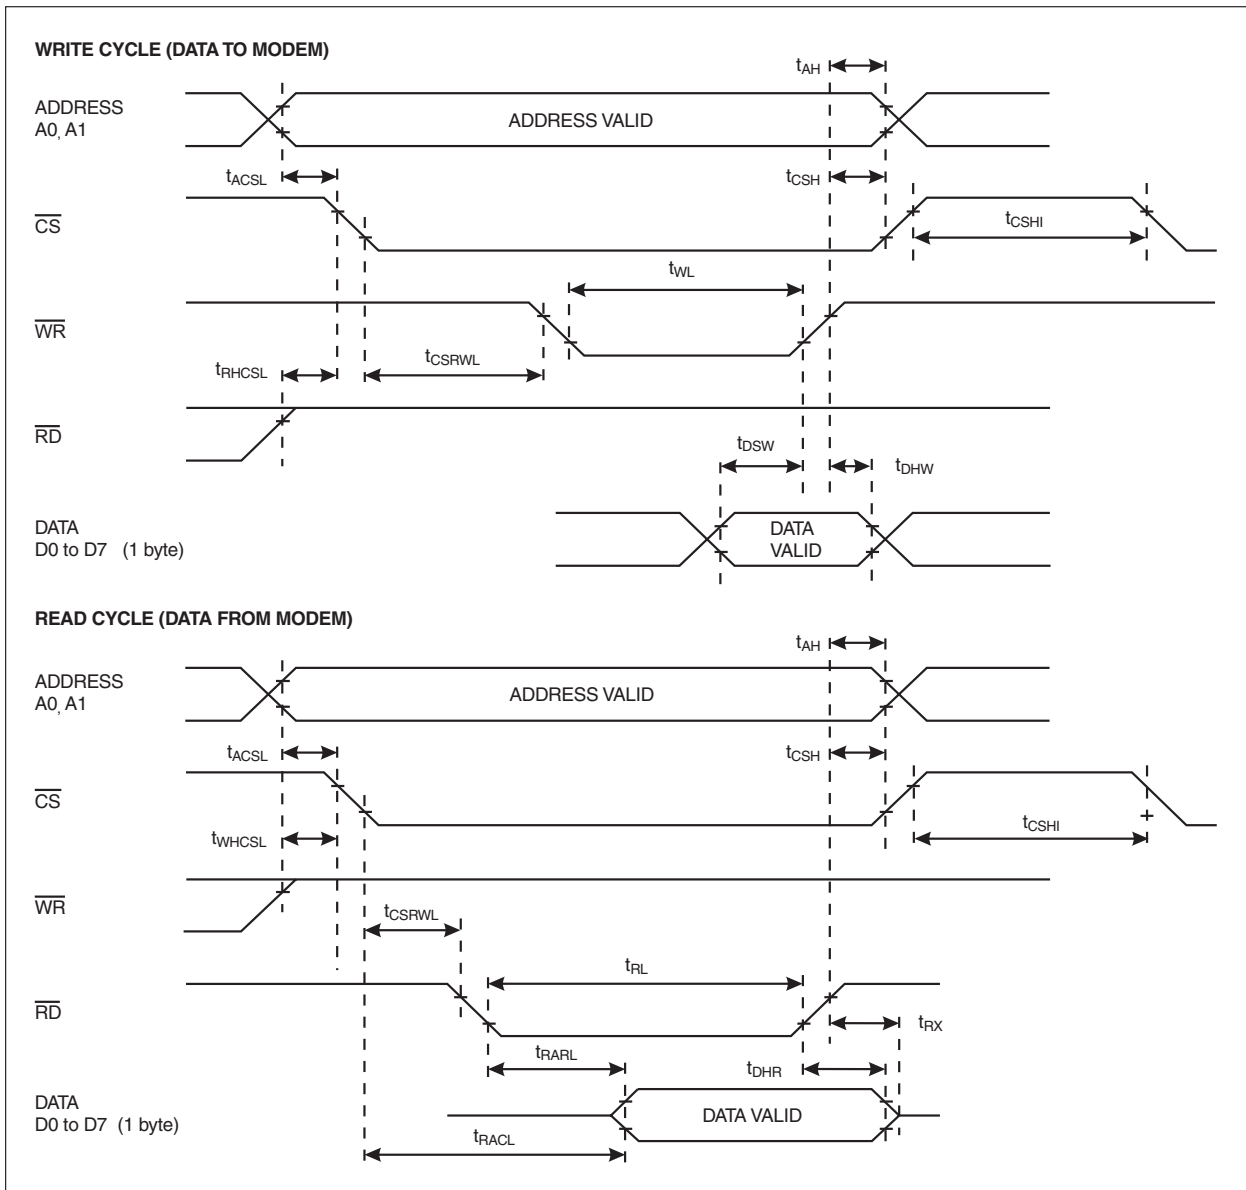 WRITE CYCLE (DATA TO MODEM)
tAH
ADDRESS
A0, A1
ADDRESS VALID
tACSL
tCSH
CS
tCSHI
tWL
WR
tCSRWL
tRHCSL
RD
tDSW
tDHW
DATA
D0 to D7 (1 byte)
DATA
VALID
READ CYCLE (DATA FROM MODEM)
tAH
ADDRESS
A0, A1
ADDRESS VALID
tACSL
tCSH
CS
tCSHI
tWHCSL
WR
tCSRWL
tRL
RD
tRX
tRARL
tDHR
DATA
D0 to D7 (1 byte)
DATA VALID
tRACL